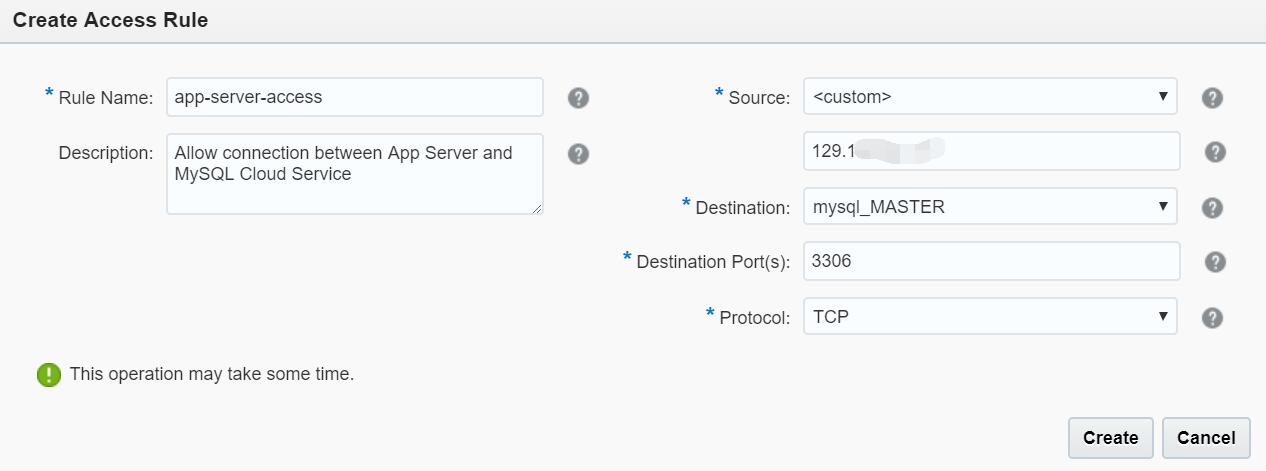 Create Access Rule
* Rule Name: app-server-access
Description: Allow connection between App Server and
MySQL Cloud Service
* Source: <custom>
129.1
* Destination: mysql_MASTER
* Destination Port(s): 3306
* Protocol: TCP
This operation may take some time.
Create Cancel